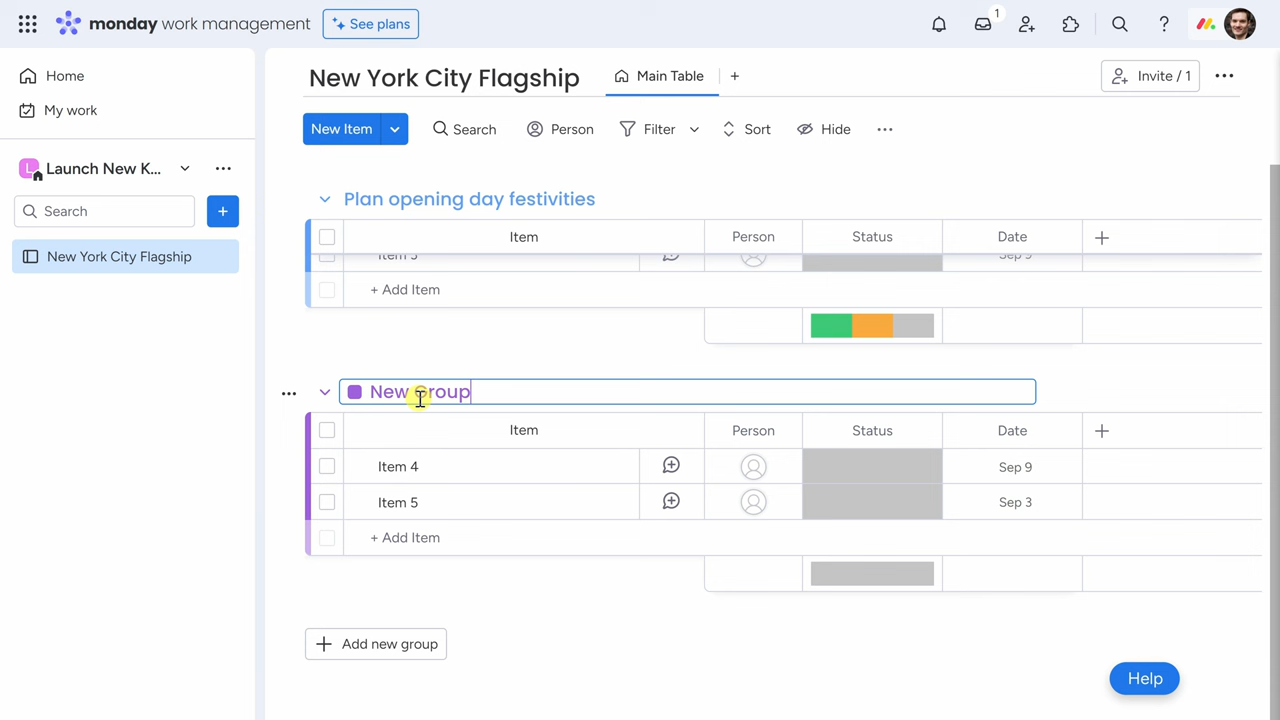 monday work management
See plans
1
Home
My work
Launch New K...
Search
New York City Flagship
New York City Flagship
Main Table
Invite / 1
New Item
Search
Person
Filter
Sort
Hide
Plan opening day festivities
Item
Person
Status
Date
+ Add Item
New Group
Item
Person
Status
Date
Item 4
Sep 9
Item 5
Sep 3
+ Add Item
Add new group
Help